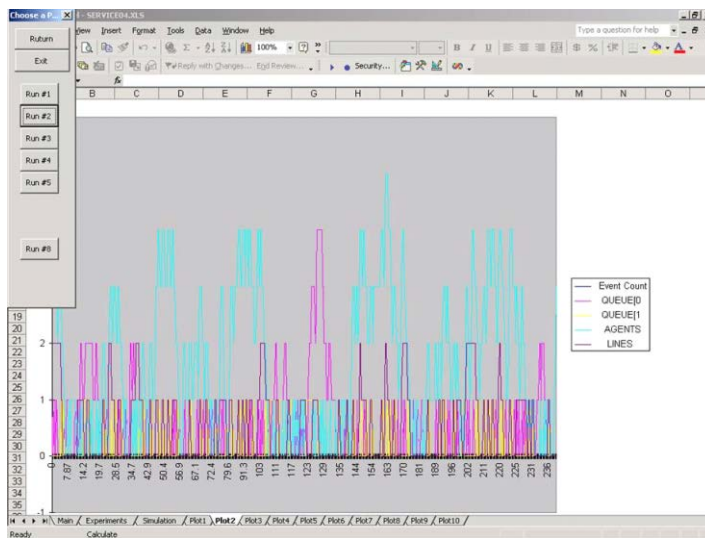 Choose a P... X
- SERVICE04.XLS
View Insert Format Tools Data Window Help
Type a question for help
100%
B I U
$ %
Reply with Changes... End Review...
Security...
fx
Ruturn
Exit
Run #1
Run #2
Run #3
Run #4
Run #5
Run #8
B C D E F G H I J K L M N O
19
20
21
22
23
24
25
26
27
28
29
30
31
32
33
34
35
2
1
0
-1
0 7.87 14.2 19.7 26.5 34.7 42.9 50.4 56.9 67.1 72.4 79.6 91.3 103 111 117 123 129 135 144 154 163 170 181 189 196 202 211 220 225 231 236
Event Count
QUEUE[0
QUEUE[1
AGENTS
LINES
Main / Experiments / Simulation / Plot1 / Plot2 / Plot3 / Plot4 / Plot5 / Plot6 / Plot7 / Plot8 / Plot9 / Plot10 /
Ready Calculate